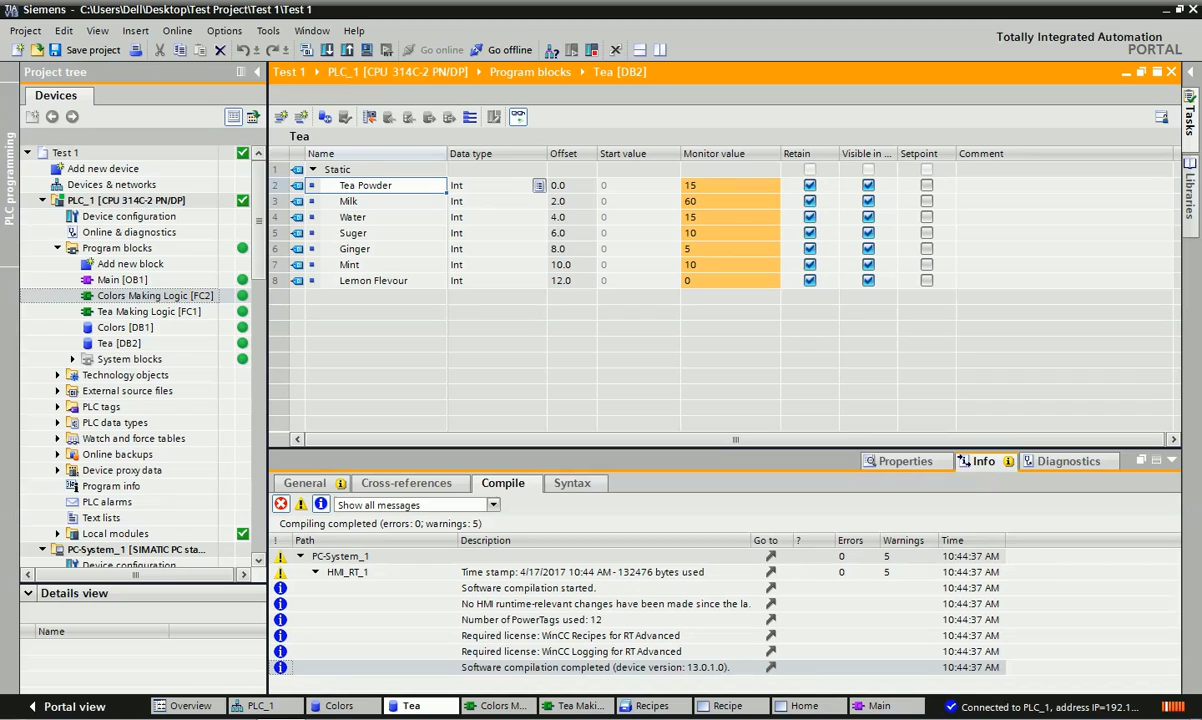 Siemens - C:\Users\Dell\Desktop\Test Project\Test 1\Test 1
Project Edit View Insert Online Options Tools Window Help
Totally Integrated Automation
PORTAL
Save project Go online Go offline
Project tree
Test 1 PLC_1 [CPU 314C-2 PN/DP] Program blocks Tea [DB2]
Devices
PLC programming
Tasks
Libraries
Test 1
Add new device
Devices & networks
PLC_1 [CPU 314C-2 PN/DP]
Device configuration
Online & diagnostics
Program blocks
Add new block
Main [OB1]
Colors Making Logic [FC2]
Tea Making Logic [FC1]
Colors [DB1]
Tea [DB2]
System blocks
Technology objects
External source files
PLC tags
PLC data types
Watch and force tables
Online backups
Device proxy data
Program info
PLC alarms
Text lists
Local modules
PC-System_1 [SIMATIC PC sta...
Device configuration
Details view
Name
Tea
Name Data type Offset Start value Monitor value Retain Visible in ... Setpoint Comment
1 Static
2 Tea Powder Int 0.0 0 15
3 Milk Int 2.0 0 60
4 Water Int 4.0 0 15
5 Suger Int 6.0 0 10
6 Ginger Int 8.0 0 5
7 Mint Int 10.0 0 10
8 Lemon Flevour Int 12.0 0 0
Properties Info Diagnostics
General Cross-references Compile Syntax
Show all messages
Compiling completed (errors: 0; warnings: 5)
! Path Description Go to ? Errors Warnings Time
PC-System_1 0 5 10:44:37 AM
HMI_RT_1 Time stamp: 4/17/2017 10:44 AM - 132476 bytes used 0 5 10:44:37 AM
Software compilation started. 10:44:37 AM
No HMI runtime-relevant changes have been made since the la. 10:44:37 AM
Number of PowerTags used: 12 10:44:37 AM
Required license: WinCC Recipes for RT Advanced 10:44:37 AM
Required license: WinCC Logging for RT Advanced 10:44:37 AM
Software compilation completed (device version: 13.0.1.0). 10:44:37 AM
Portal view Overview PLC_1 Colors Tea Colors M... Tea Maki... Recipes Recipe Home Main Connected to PLC_1, address IP=192.1...